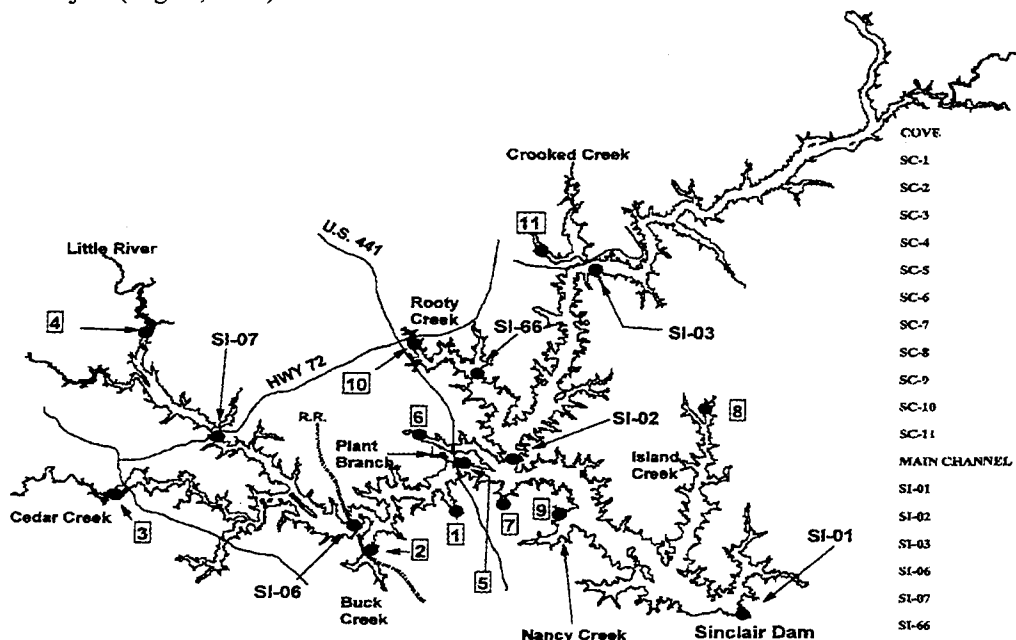 COVE
SC-1
Crooked Creek
SC-2
SC-3
11
U.S. 441
SC-4
Little River
SC-5
SC-6
Rooty
Creek
4
SI-66
SI-03
SC-7
SI-07
SC-8
HWY 72
10
SC-9
SC-10
8
6
R.R.
SI-02
SC-11
Plant
Branch
Island
Creek
MAIN CHANNEL
SI-01
Cedar Creek
3
1
7
9
SI-02
2
SI-01
SI-03
SI-06
5
SI-06
Buck
Creek
SI-07
Nancy Creek
Sinclair Dam
SI-66